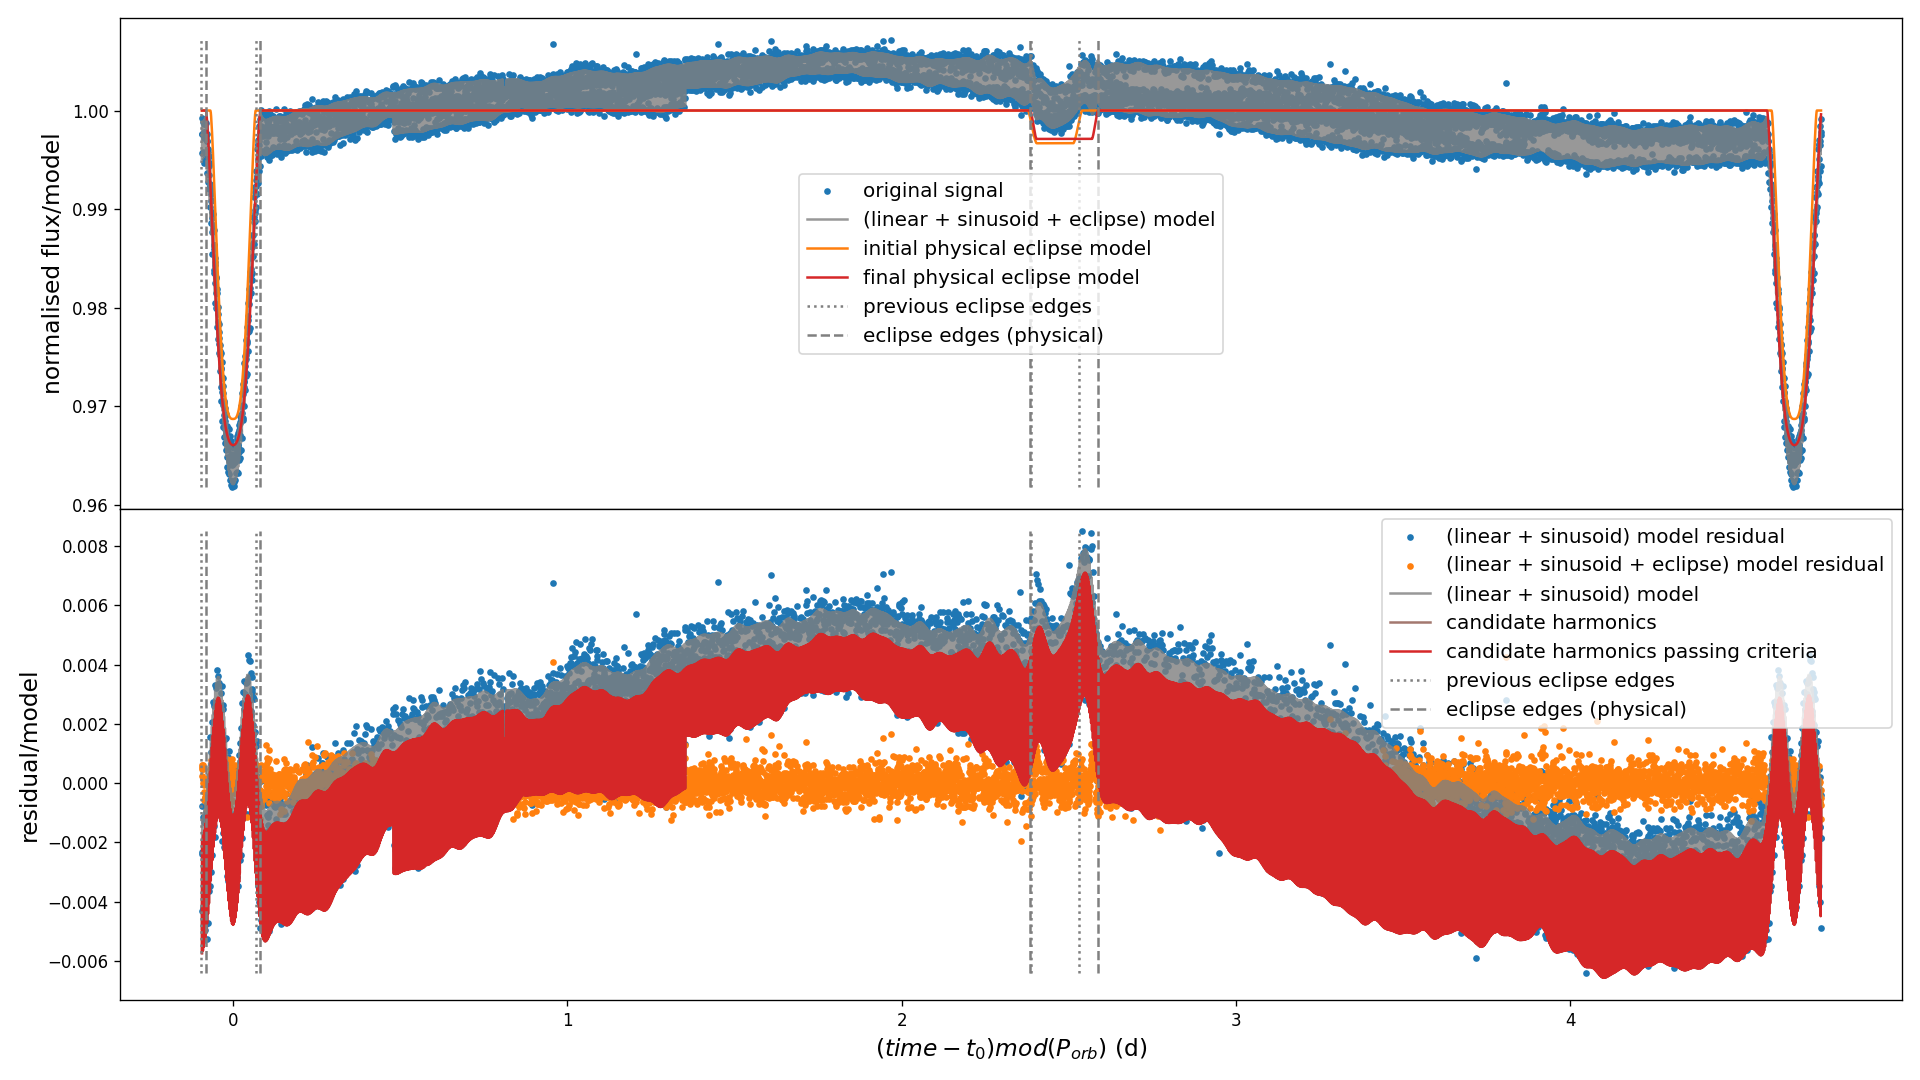 normalised flux/model
1.00
0.99
0.98
0.97
0.96
original signal
(linear + sinusoid + eclipse) model
initial physical eclipse model
final physical eclipse model
previous eclipse edges
eclipse edges (physical)
residual/model
0.008
0.006
0.004
0.002
0.000
−0.002
−0.004
−0.006
(linear + sinusoid) model residual
(linear + sinusoid + eclipse) model residual
(linear + sinusoid) model
candidate harmonics
candidate harmonics passing criteria
previous eclipse edges
eclipse edges (physical)
0 1 2 3 4
(time − t₀)mod(Pₒᵣb) (d)